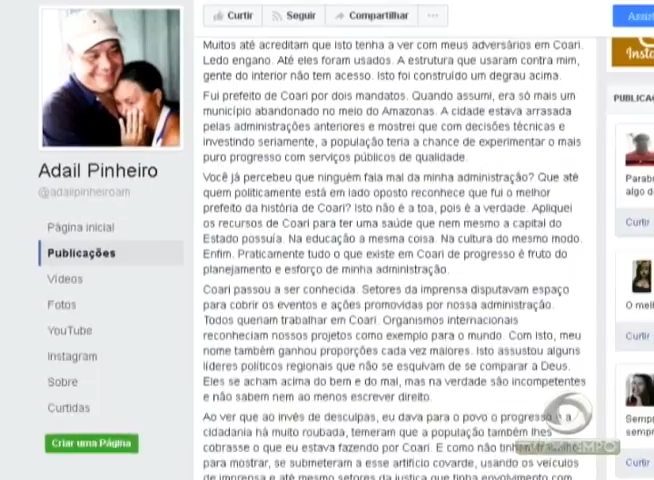 Curtir
Seguir
Compartilhar
Assist
Insta
Muitos até acreditam que isto tenha a ver com meus adversários em Coari.
Ledo engano. Até eles foram usados. A estrutura que usaram contra mim,
gente do interior não tem acesso. Isto foi construído um degrau acima.
Fui prefeito de Coari por dois mandatos. Quando assumi, era só mais um
município abandonado no meio do Amazonas. A cidade estava arrasada
pelas administrações anteriores e mostrei que com decisões técnicas e
investindo seriamente, a população teria a chance de experimentar o mais
puro progresso com serviços públicos de qualidade.
Você já percebeu que ninguém fala mal da minha administração? Que até
quem politicamente está em lado oposto reconhece que fui o melhor
prefeito da história de Coari? Isto não é a toa, pois é a verdade. Apliquei
os recursos de Coari para ter uma saúde que nem mesmo a capital do
Estado possuía. Na educação a mesma coisa. Na cultura do mesmo modo.
Enfim. Praticamente tudo o que existe em Coari de progresso é fruto do
planejamento e esforço de minha administração.
Coari passou a ser conhecida. Setores da imprensa disputavam espaço
para cobrir os eventos e ações promovidas por nossa administração.
Todos queriam trabalhar em Coari. Organismos internacionais
reconheciam nossos projetos como exemplo para o mundo. Com isto, meu
nome também ganhou proporções cada vez maiores. Isto assustou alguns
líderes políticos regionais que não se esquivam de se comparar a Deus.
Eles se acham acima do bem e do mal, mas na verdade são incompetentes
e não sabem nem ao menos escrever direito.
Ao ver que ao invés de desculpas, eu dava para o povo o progresso e a
cidadania há muito roubada, temeram que a população também lhes
cobrasse o que eu estava fazendo por Coari. E como não tinham
para mostrar, se submeteram a esse artifício covarde, usando os veículos
de imprensa e até mesmo setores da justiça que tinha envolvimento com
Adail Pinheiro
@adailpinheiroam
Página inicial
Publicações
Vídeos
Fotos
YouTube
Instagram
Sobre
Curtidas
Criar uma Página
PUBLICAÇ
Parabé
algo d
Curtir
O mell
Curtir
Sempr
sempr
Curtir